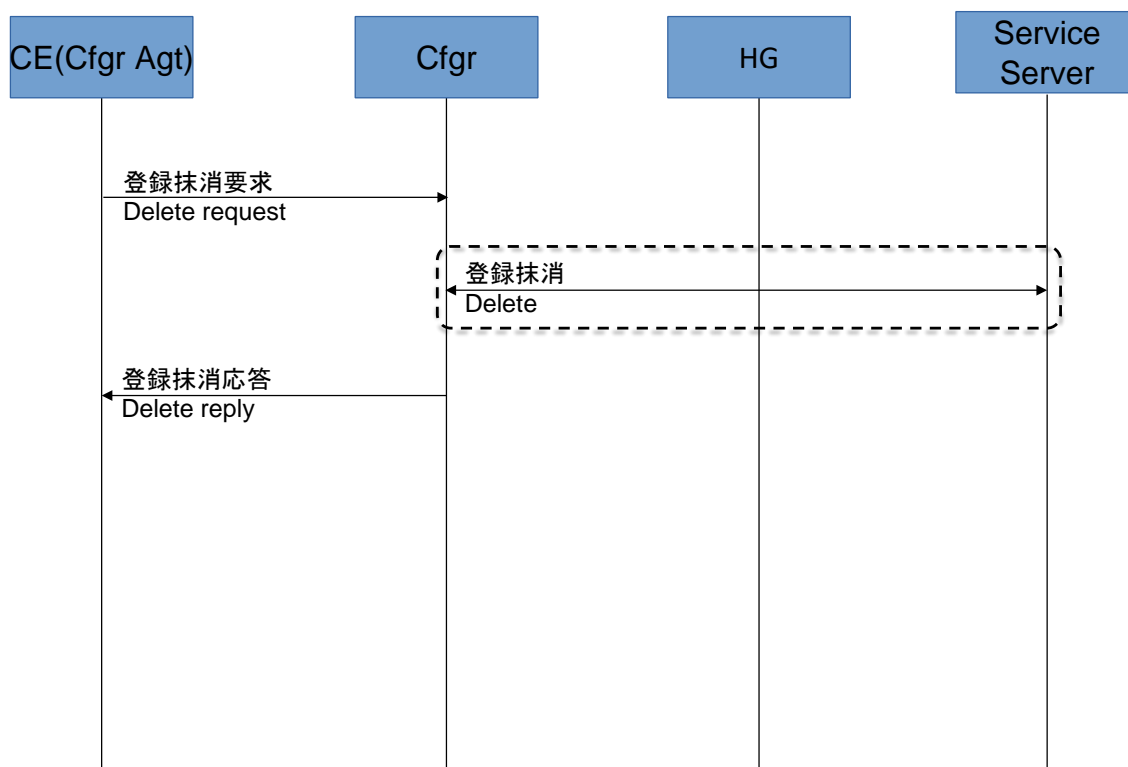 CE(Cfgr Agt)
Cfgr
HG
Service
Server
登録抹消要求
Delete request
登録抹消
Delete
登録抹消応答
Delete reply